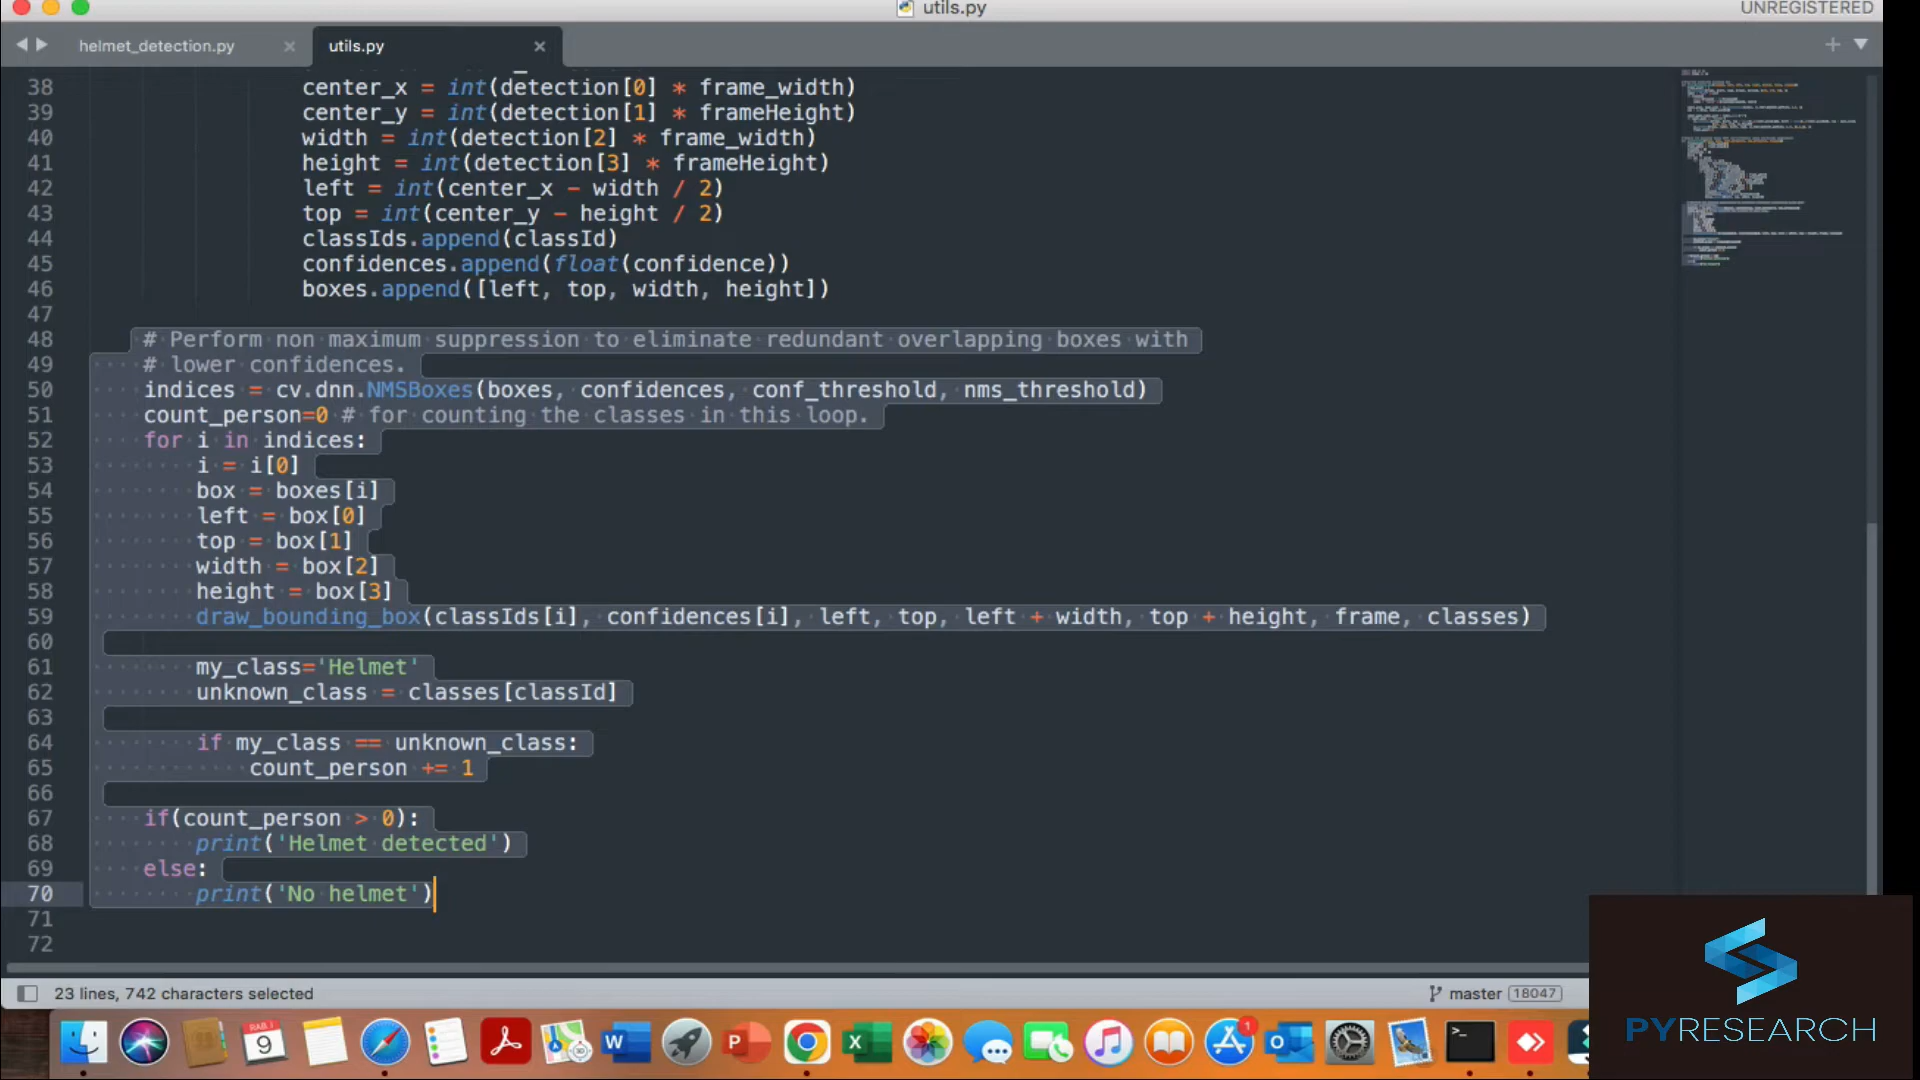 utils.py
UNREGISTERED
helmet_detection.py
utils.py
38 center_x = int(detection[0] * frame_width)
39 center_y = int(detection[1] * frameHeight)
40 width = int(detection[2] * frame_width)
41 height = int(detection[3] * frameHeight)
42 left = int(center_x - width / 2)
43 top = int(center_y - height / 2)
44 classIds.append(classId)
45 confidences.append(float(confidence))
46 boxes.append([left, top, width, height])
47
48 # Perform non maximum suppression to eliminate redundant overlapping boxes with
49 # lower confidences.
50 indices = cv.dnn.NMSBoxes(boxes, confidences, conf_threshold, nms_threshold)
51 count_person=0 # for counting the classes in this loop.
52 for i in indices:
53 i = i[0]
54 box = boxes[i]
55 left = box[0]
56 top = box[1]
57 width = box[2]
58 height = box[3]
59 draw_bounding_box(classIds[i], confidences[i], left, top, left + width, top + height, frame, classes)
60
61 my_class='Helmet'
62 unknown_class = classes[classId]
63
64 if my_class == unknown_class:
65 count_person += 1
66
67 if(count_person > 0):
68 print('Helmet detected')
69 else:
70 print('No helmet')
71
72
23 lines, 742 characters selected
master 18047
RAB. I
9
1
PYRESEARCH